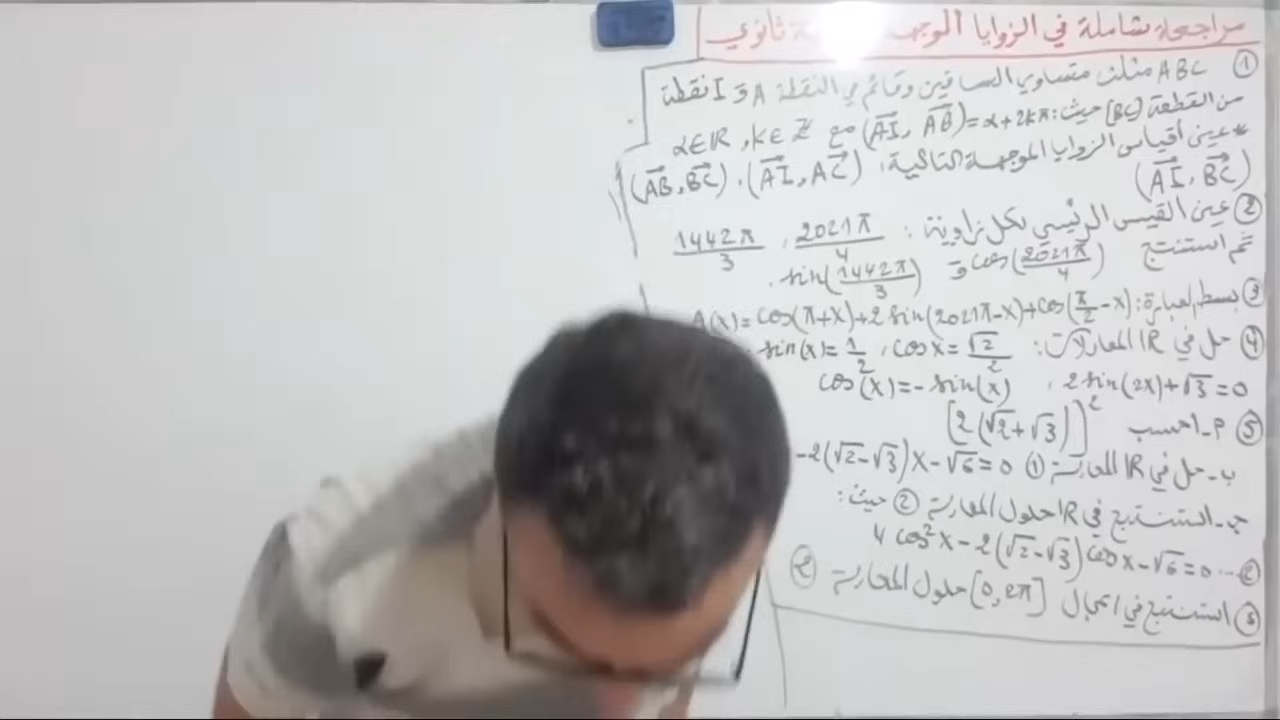 مراجعة شاملة في الزوايا الموجهة ثانوي
① ABC مثلث متساوي الساقين وقائم في النقطة A و I نقطة
من القطعة [BC] حيث: (AI, AB) = α + 2kπ مع α∈ℝ, k∈ℤ
* عين أقياس الزوايا الموجهة التالية: (AI, AC), (AB, BC)
(AI, BC)
② عين القيس الرئيسي لكل زاوية: 2021π/4, 1442π/3
ثم استنتج cos(2021π/4) و sin(1442π/3).
③ بسط العبارة: A(x) = cos(π+x)+2 sin(2021π-x)+cos(π/2-x)
④ حل في ℝ المعادلات: cos x = √2/2, sin(x) = 1/2
2sin(2x)+√3=0, cos²(x) = -sin(x)
⑤ أ- احسب [2(√2+√3)]²
ب- حل في ℝ المعادلة ① -2(√2-√3)x-√6=0
ج- استنتج في ℝ حلول المعادلة ② حيث:
4cos²x-2(√2-√3)cos x-√6=0...②
③ استنتج في المجال [0, 2π] حلول المعادلة ②